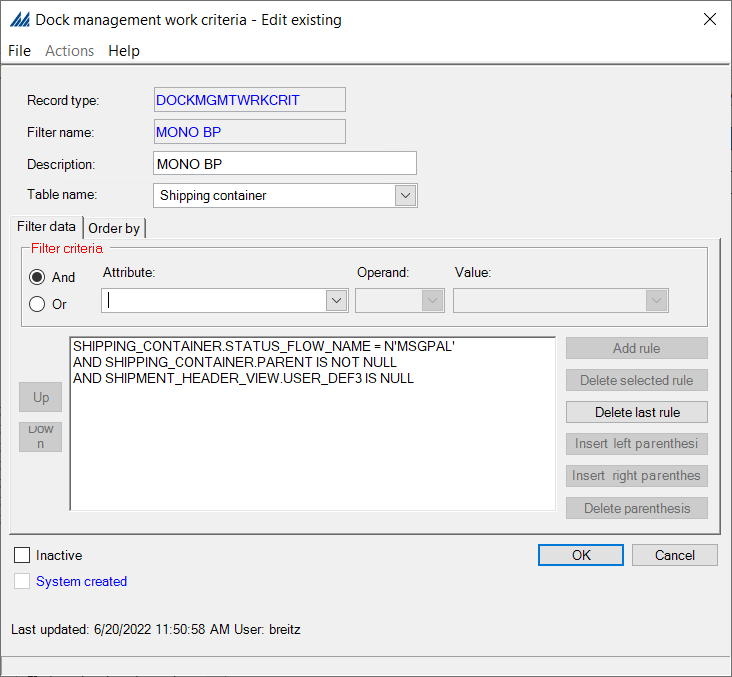 Dock management work criteria - Edit existing
File Actions Help
Record type: DOCKMGMTWRKCRIT
Filter name: MONO BP
Description: MONO BP
Table name: Shipping container
Filter data Order by
Filter criteria
And Attribute: Operand: Value:
Or
SHIPPING_CONTAINER.STATUS_FLOW_NAME = N'MSGPAL'
AND SHIPPING_CONTAINER.PARENT IS NOT NULL
AND SHIPMENT_HEADER_VIEW.USER_DEF3 IS NULL
Up
Dow
n
Add rule
Delete selected rule
Delete last rule
Insert left parenthesi
Insert right parenthes
Delete parenthesis
Inactive
OK Cancel
System created
Last updated: 6/20/2022 11:50:58 AM User: breitz